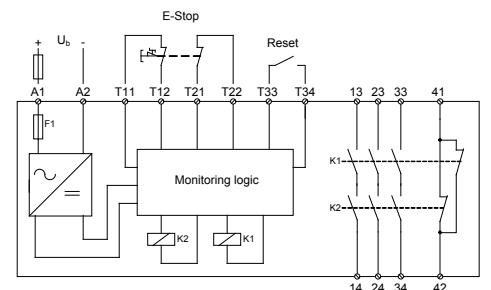 E-Stop
+ Ub -
Reset
A1 A2 T11 T12 T21 T22 T33 T34 13 23 33 41
F1
K1
Monitoring logic
K2
K2 K1
14 24 34 42